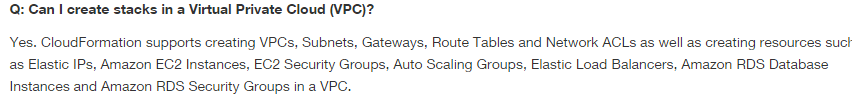 Q: Can I create stacks in a Virtual Private Cloud (VPC)?
Yes. CloudFormation supports creating VPCs, Subnets, Gateways, Route Tables and Network ACLs as well as creating resources such
as Elastic IPs, Amazon EC2 Instances, EC2 Security Groups, Auto Scaling Groups, Elastic Load Balancers, Amazon RDS Database
Instances and Amazon RDS Security Groups in a VPC.